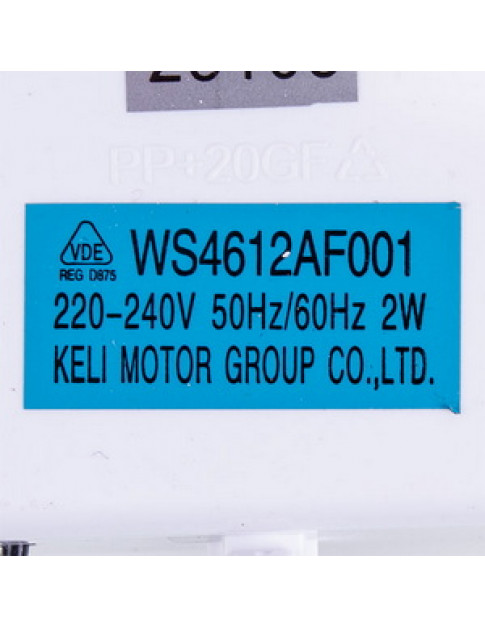 PP+20GF
VDE
REG D875
WS4612AF001
220-240V 50Hz/60Hz 2W
KELI MOTOR GROUP CO.,LTD.